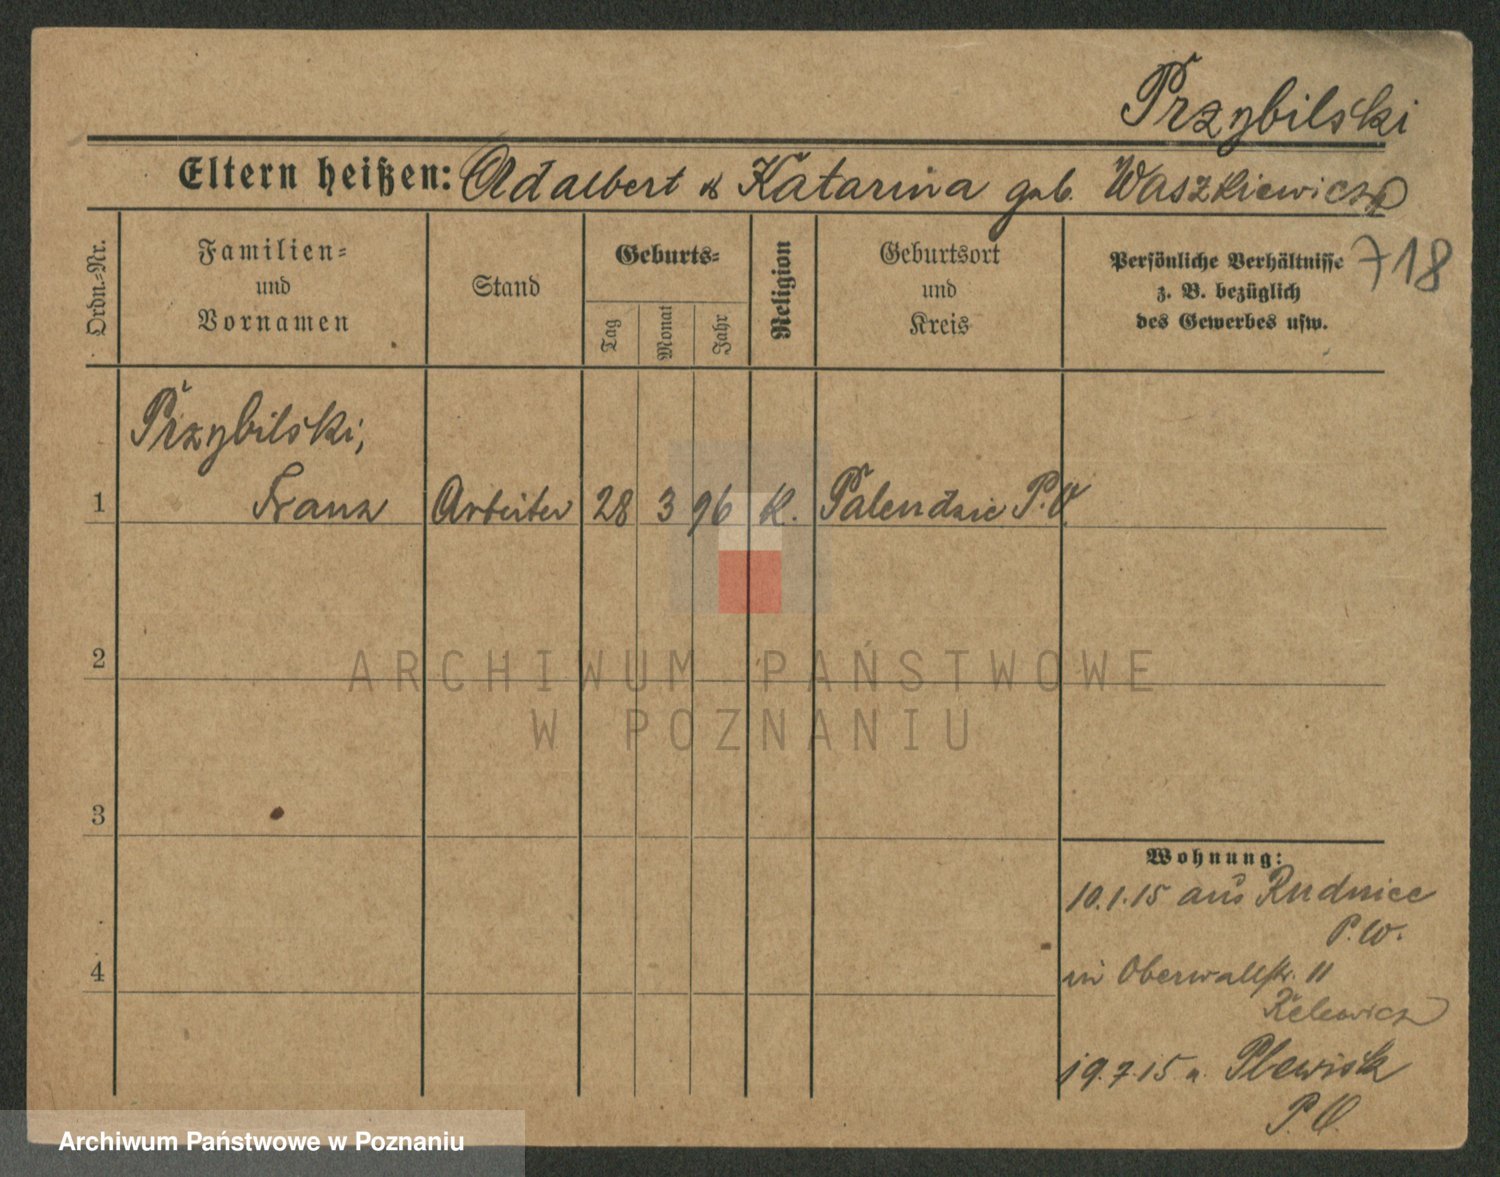 Przybilski
Eltern heißen: Adalbert & Katarina geb. Waszkiewicz
718
Ordn.-Nr.
Familien-
und
Vornamen
Stand
Geburts-
Tag
Monat
Jahr
Religion
Geburtsort
und
Kreis
Persönliche Verhältnisse
z. B. bezüglich
des Gewerbes usw.
Przybilski,
1 Franz Arbeiter 28 3 96 K. Palendzie P.O.
2
ARCHIWUM PAŃSTWOWE
W POZNANIU
3
4
Wohnung:
10.1.15 aus Rudnicc
P.W.
in Oberwallstr. 11
19.7.15 n. Plewisk
P.O.
Archiwum Państwowe w Poznaniu